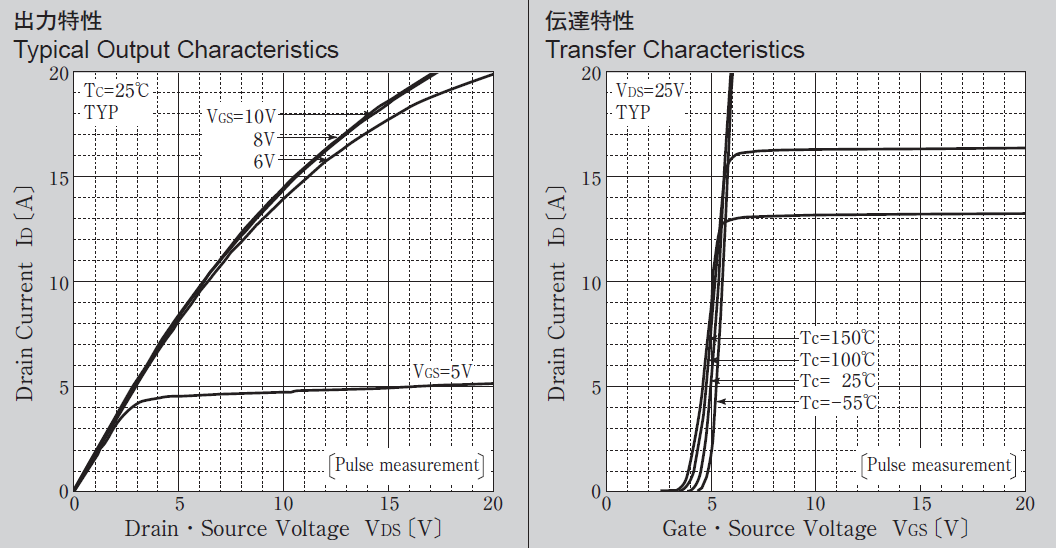 出力特性
Typical Output Characteristics
20
15
10
5
0
0
5
10
15
20
Drain Current ID〔A〕
Tc=25℃
TYP
VGS=10V
8V
6V
VGS=5V
〔Pulse measurement〕
Drain・Source Voltage VDS〔V〕
伝達特性
Transfer Characteristics
20
15
10
5
0
0
5
10
15
20
Drain Current ID〔A〕
VDS=25V
TYP
Tc=150℃
Tc=100℃
Tc= 25℃
Tc=−55℃
〔Pulse measurement〕
Gate・Source Voltage VGS〔V〕